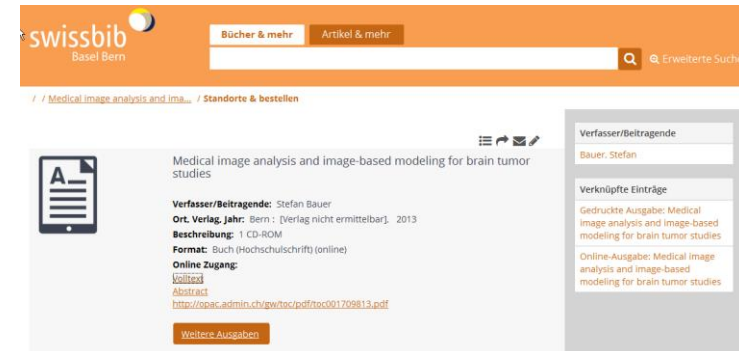 swissbib
Basel Bern
Bücher & mehr
Artikel & mehr
Erweiterte Suche
/ / Medical image analysis and ima... / Standorte & bestellen
Medical image analysis and image-based modeling for brain tumor
studies
Verfasser/Beitragende: Stefan Bauer
Ort, Verlag, Jahr: Bern : [Verlag nicht ermittelbar], 2013
Beschreibung: 1 CD-ROM
Format: Buch (Hochschulschrift) (online)
Online Zugang:
Volltext
Abstract
http://opac.admin.ch/gw/toc/pdf/toc001709813.pdf
Weitere Ausgaben
Verfasser/Beitragende
Bauer, Stefan
Verknüpfte Einträge
Gedruckte Ausgabe: Medical
image analysis and image-based
modeling for brain tumor studies
Online-Ausgabe: Medical image
analysis and image-based
modeling for brain tumor studies